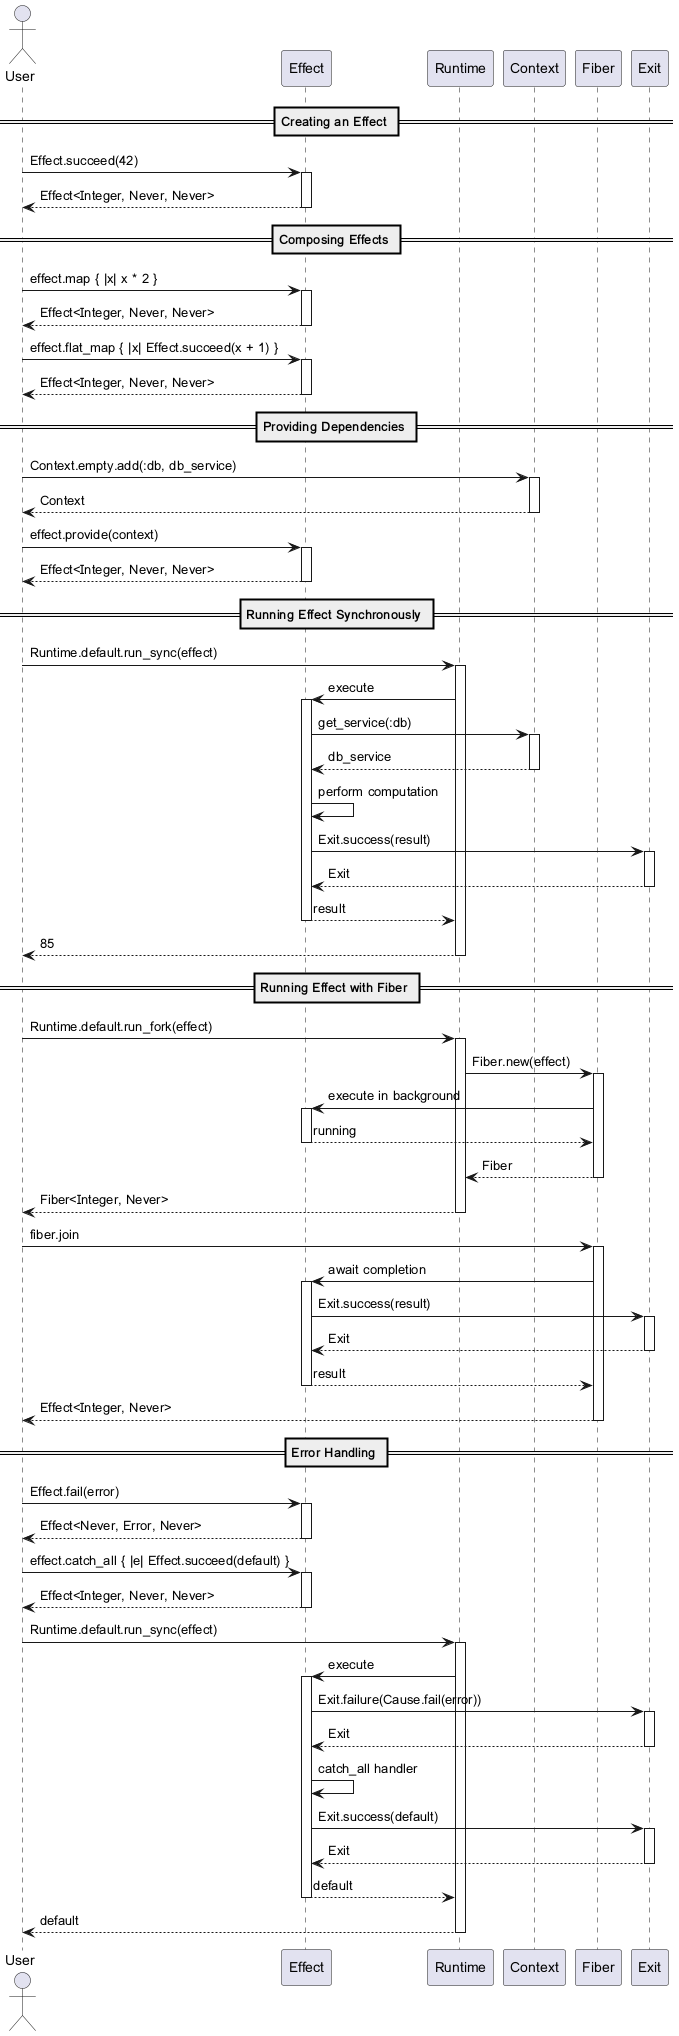 User
Effect
Runtime
Context
Fiber
Exit
Creating an Effect
Effect.succeed(42)
Effect<Integer, Never, Never>
Composing Effects
effect.map { |x| x * 2 }
Effect<Integer, Never, Never>
effect.flat_map { |x| Effect.succeed(x + 1) }
Effect<Integer, Never, Never>
Providing Dependencies
Context.empty.add(:db, db_service)
Context
effect.provide(context)
Effect<Integer, Never, Never>
Running Effect Synchronously
Runtime.default.run_sync(effect)
execute
get_service(:db)
db_service
perform computation
Exit.success(result)
Exit
result
85
Running Effect with Fiber
Runtime.default.run_fork(effect)
Fiber.new(effect)
execute in background
running
Fiber
Fiber<Integer, Never>
fiber.join
await completion
Exit.success(result)
Exit
result
Effect<Integer, Never>
Error Handling
Effect.fail(error)
Effect<Never, Error, Never>
effect.catch_all { |e| Effect.succeed(default) }
Effect<Integer, Never, Never>
Runtime.default.run_sync(effect)
execute
Exit.failure(Cause.fail(error))
Exit
catch_all handler
Exit.success(default)
Exit
default
default
User
Effect
Runtime
Context
Fiber
Exit